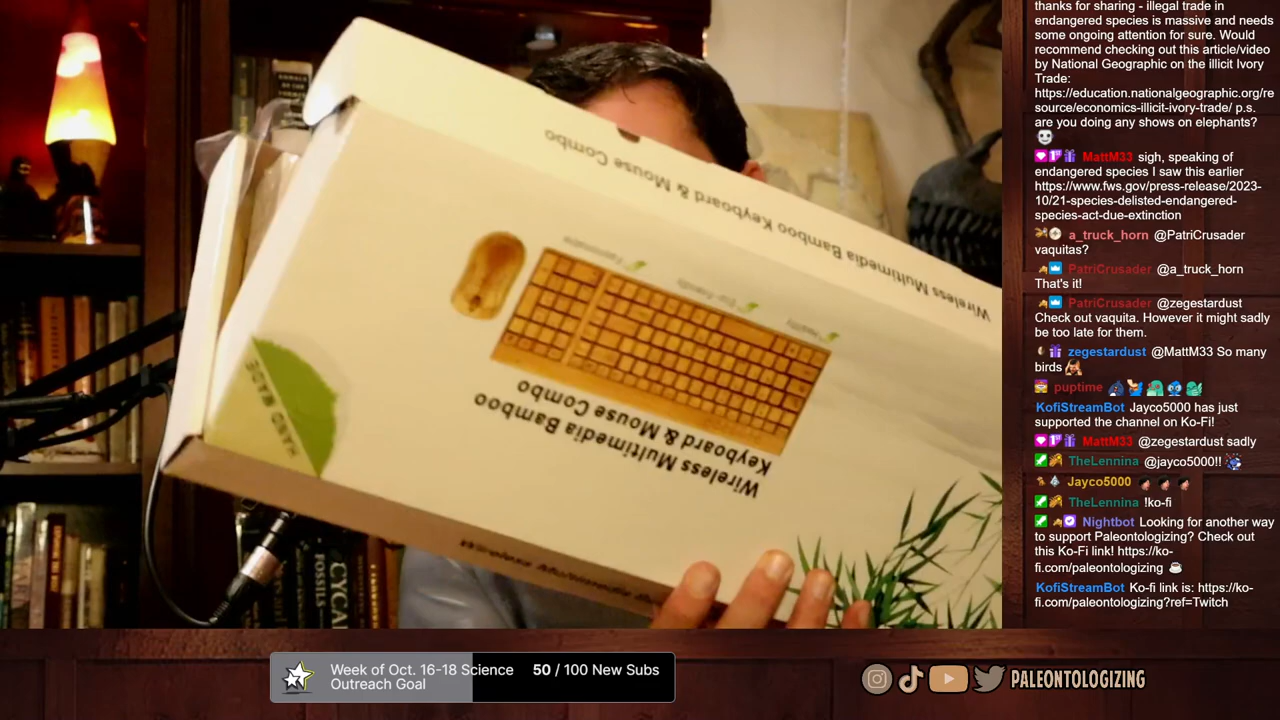 Wireless Multimedia Bamboo Keyboard & Mouse Combo
Fashionable
Eco-friendly
Healthy
Wireless Multimedia Bamboo
Keyboard & Mouse Combo
HAND MADE
FOSSILS
CYCAD
thanks for sharing - illegal trade in
endangered species is massive and needs
some ongoing attention for sure. Would
recommend checking out this article/video
by National Geographic on the illicit Ivory
Trade:
https://education.nationalgeographic.org/re
source/economics-illicit-ivory-trade/ p.s.
are you doing any shows on elephants?
MattM33 sigh, speaking of
endangered species I saw this earlier
https://www.fws.gov/press-release/2023-
10/21-species-delisted-endangered-
species-act-due-extinction
a_truck_horn @PatriCrusader
vaquitas?
PatriCrusader @a_truck_horn
That's it!
PatriCrusader @zegestardust
Check out vaquita. However it might sadly
be too late for them.
zegestardust @MattM33 So many
birds
puptime
KofiStreamBot Jayco5000 has just
supported the channel on Ko-Fi!
MattM33 @zegestardust sadly
TheLennina @jayco5000!!
Jayco5000
TheLennina !ko-fi
Nightbot Looking for another way
to support Paleontologizing? Check out
this Ko-Fi link! https://ko-
fi.com/paleontologizing
KofiStreamBot Ko-fi link is: https://ko-
fi.com/paleontologizing?ref=Twitch
Week of Oct. 16-18 Science 50 / 100 New Subs
Outreach Goal
PALEONTOLOGIZING